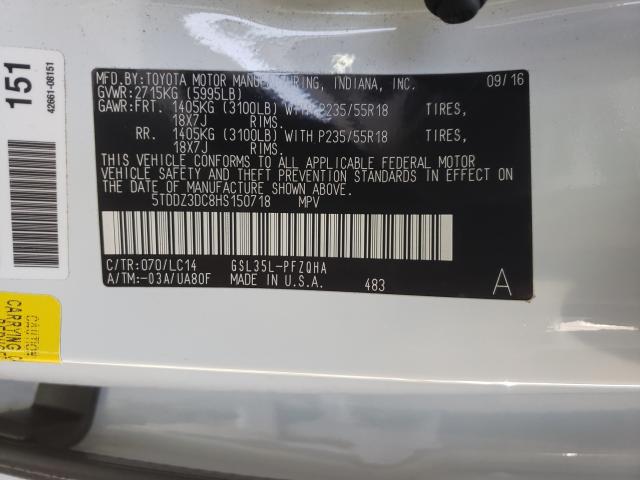 MFD.BY: TOYOTA MOTOR MANUFACTURING, INDIANA, INC. 09/16
GVWR: 2715KG (5995LB)
GAWR: FRT. 1405KG (3100LB) WITH P235/55R18 TIRES,
18X7J RIMS.
RR. 1405KG (3100LB) WITH P235/55R18 TIRES,
18X7J RIMS.
THIS VEHICLE CONFORMS TO ALL APPLICABLE FEDERAL MOTOR
VEHICLE SAFETY AND THEFT PREVENTION STANDARDS IN EFFECT
ON THE DATE OF MANUFACTURE SHOWN ABOVE.
5TDDZ3DC8HS150718 MPV
C/TR: 070/LC14 GSL35L-PFZQHA
A/TM: -03A/UA80F MADE IN U.S.A. 483 A
151
42661-08151
CAUTION
CARRYING